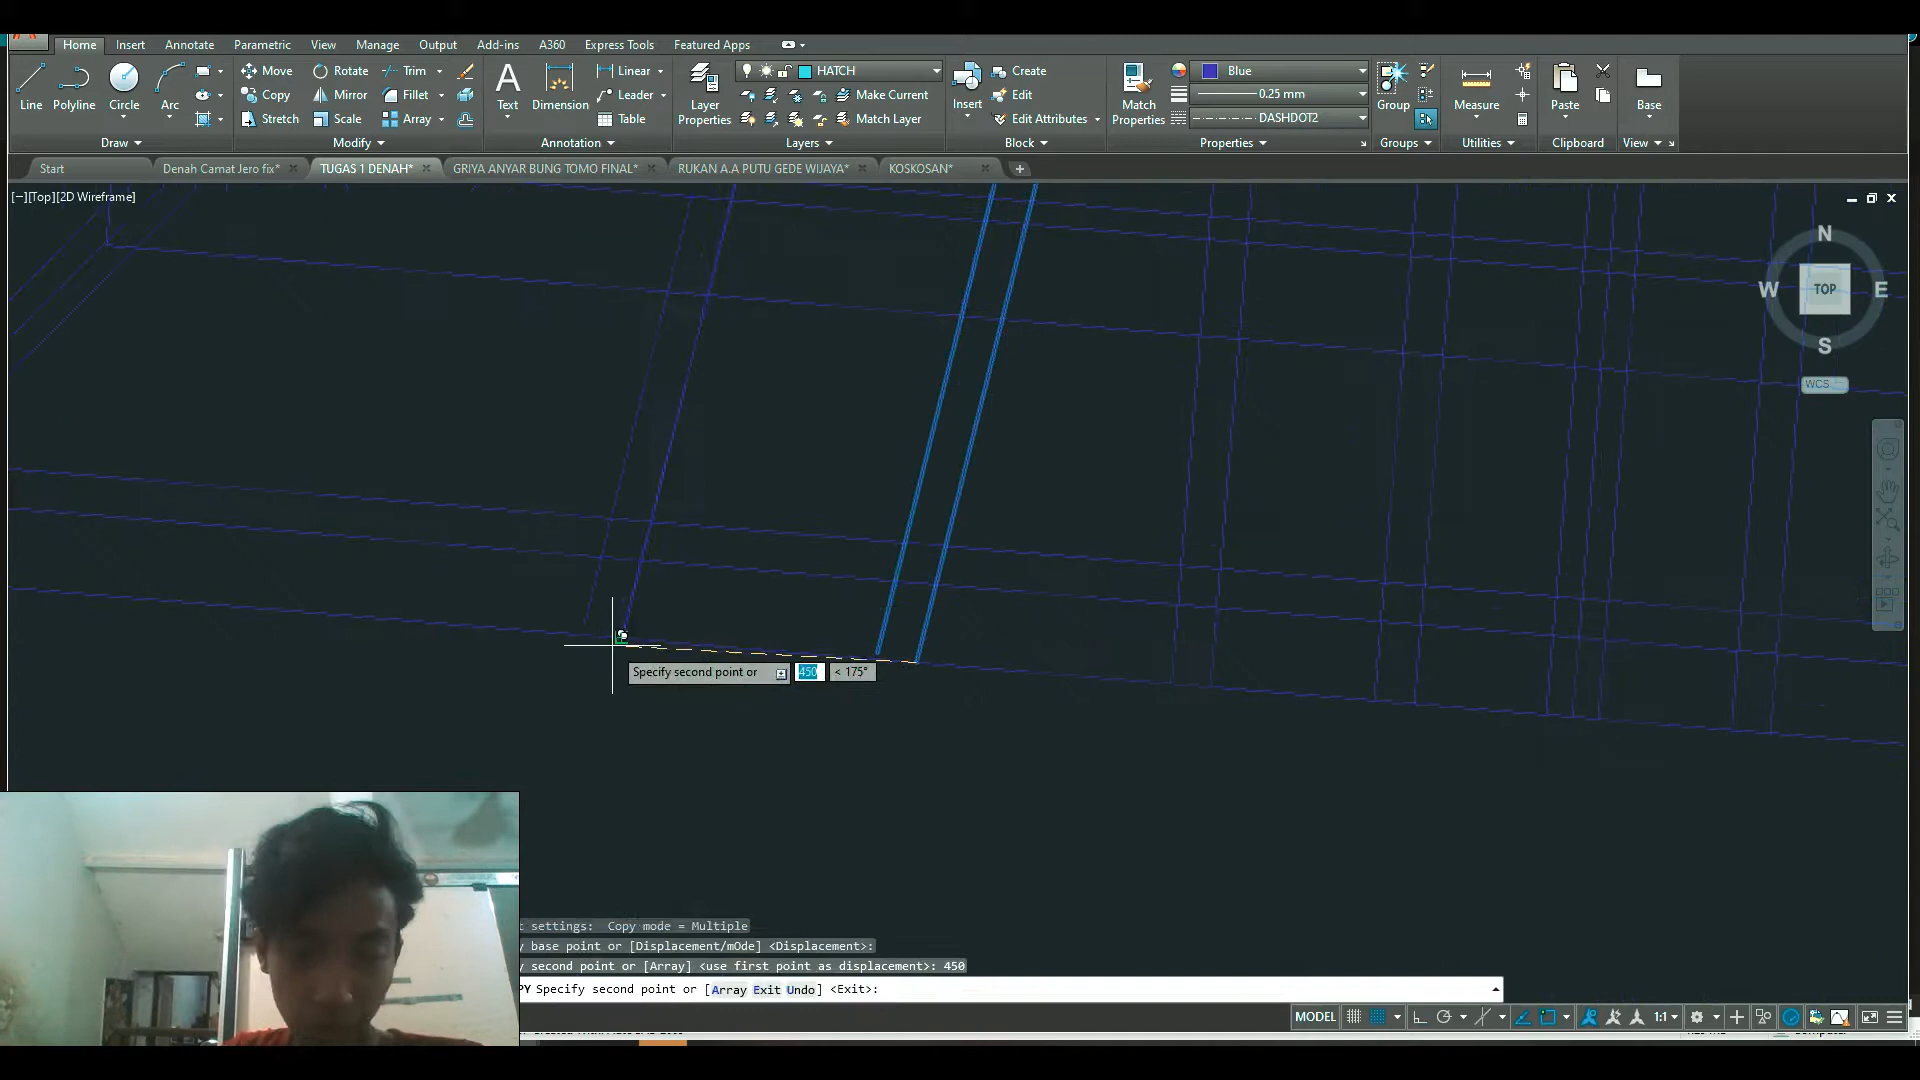 Home Insert Annotate Parametric View Manage Output Add-ins A360 Express Tools Featured Apps
Line
Polyline
Circle
Arc
Move
Rotate
Trim
Copy
Mirror
Fillet
Stretch
Scale
Array
Text
Dimension
Linear
Leader
Table
Layer
Properties
HATCH
Make Current
Match Layer
Insert
Create
Edit
Edit Attributes
Match
Properties
Blue
0.25 mm
DASHDOT2
Group
Measure
Paste
Base
Draw Modify Annotation Layers Block Properties Groups Utilities Clipboard View
Start Denah Camat Jero fix* TUGAS 1 DENAH* GRIYA ANYAR BUNG TOMO FINAL* RUKAN A.A PUTU GEDE WIJAYA* KOSKOSAN*
[−][Top][2D Wireframe]
N
W TOP E
S
WCS
Specify second point or 450 < 175°
t settings: Copy mode = Multiple
y base point or [Displacement/mOde] <Displacement>:
y second point or [Array] <use first point as displacement>: 450
PY Specify second point or [Array Exit Undo] <Exit>:
MODEL 1:1